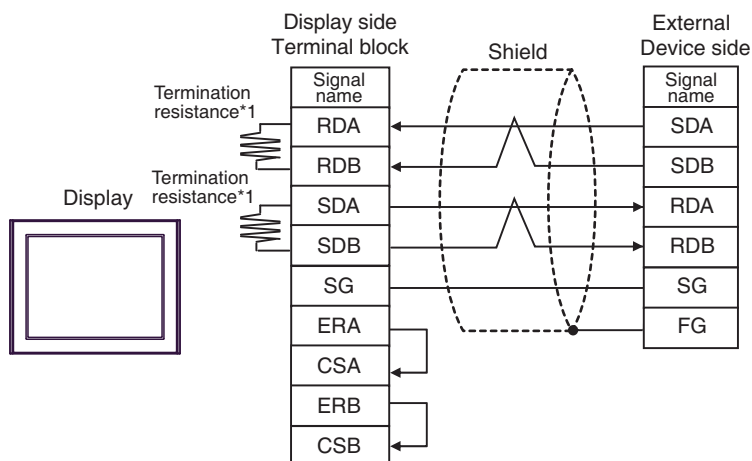 Display side
Terminal block
Shield
External
Device side
Signal
name
Signal
name
Termination
resistance*1
RDA
SDA
RDB
SDB
Termination
resistance*1
Display
SDA
RDA
SDB
RDB
SG
SG
ERA
FG
CSA
ERB
CSB